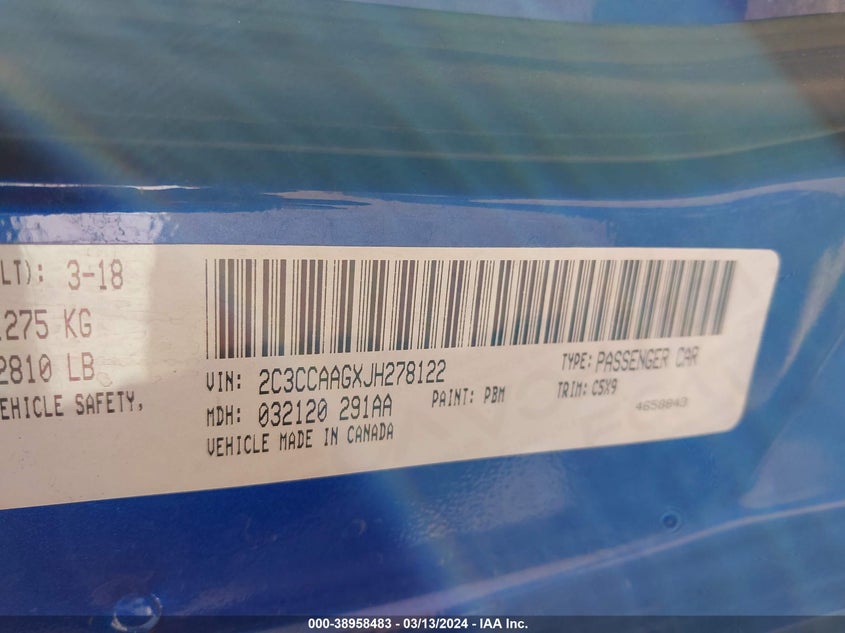 LT): 3-18
1275 KG
2810 LB
EHICLE SAFETY,
VIN: 2C3CCAAGXJH278122
TYPE: PASSENGER CAR
MDH: 032120 291AA
PAINT: PBM
TRIM: C5X9
VEHICLE MADE IN CANADA
4658843
000-38958483 - 03/13/2024 - IAA Inc.